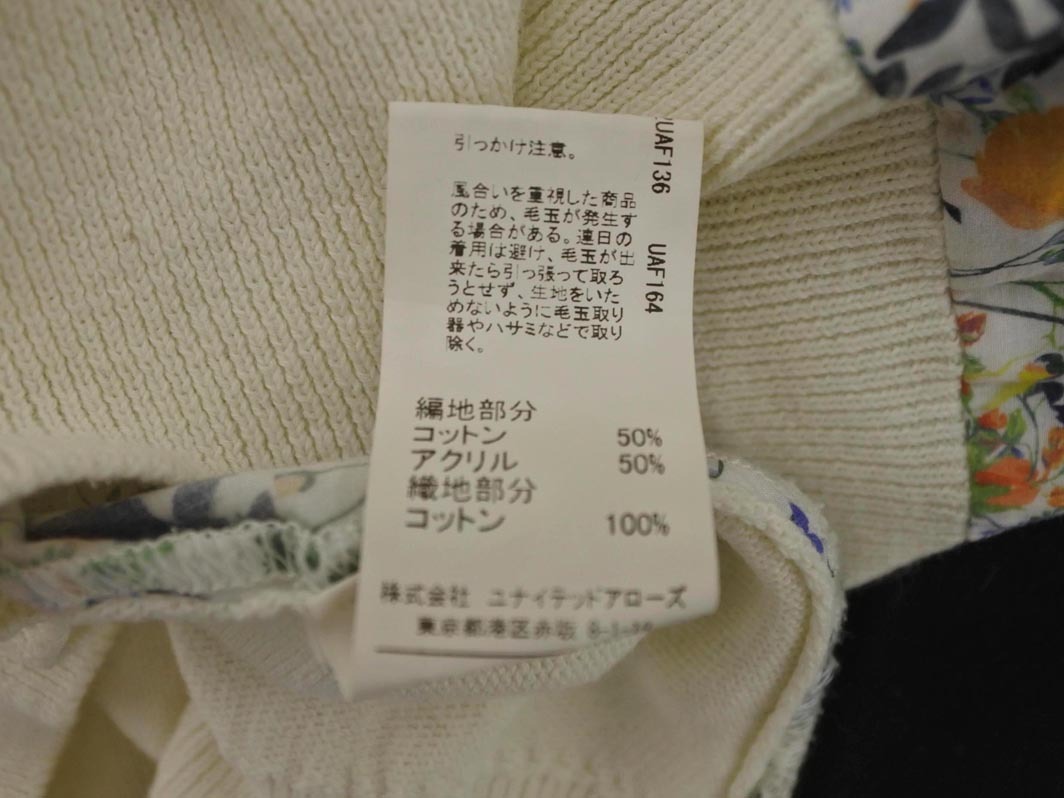 引っかけ注意。
風合いを重視した商品
のため、毛玉が発生す
る場合がある。連日の
着用は避け、毛玉が出
来たら引っ張って取ろ
うとせず、生地をいた
めないように毛玉取り
器やハサミなどで取り
除く。
UAF136 UAF164
編地部分
コットン 50%
アクリル 50%
織地部分
コットン 100%
株式会社 ユナイテッドアローズ
東京都港区赤坂